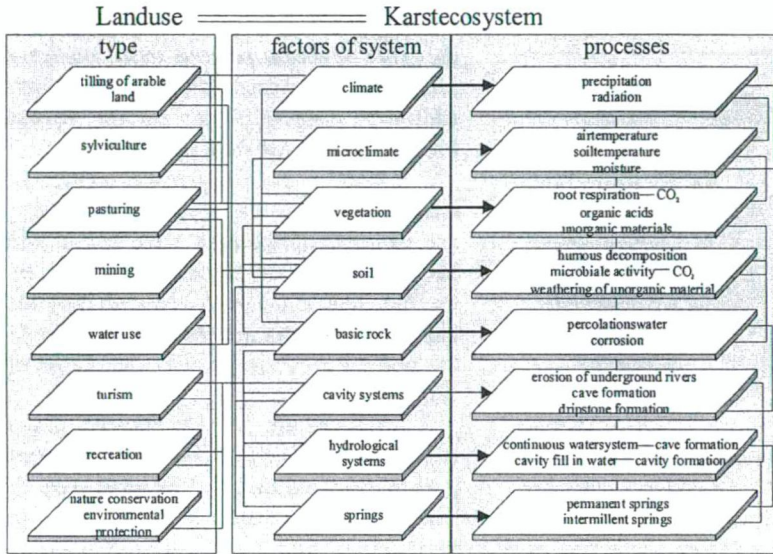 Landuse Karstecosystem
type
factors of system
processes
tilling of arable
land
sylviculture
pasturing
mining
water use
turism
recreation
nature conservation
environmental
protection
climate
microclimate
vegetation
soil
basic rock
cavity systems
hydrological
systems
springs
precipitation
radiation
airtemperature
soiltemperature
moisture
root respiration—CO₂
organic acids
unorganic materials
humous decomposition
microbiale activity—CO₂
weathering of unorganic material
percolationswater
corrosion
erosion of underground rivers
cave formation
dripstone formation
continuous watersystem—cave formation
cavity fill in water—cavity formation
permanent springs
intermillent springs